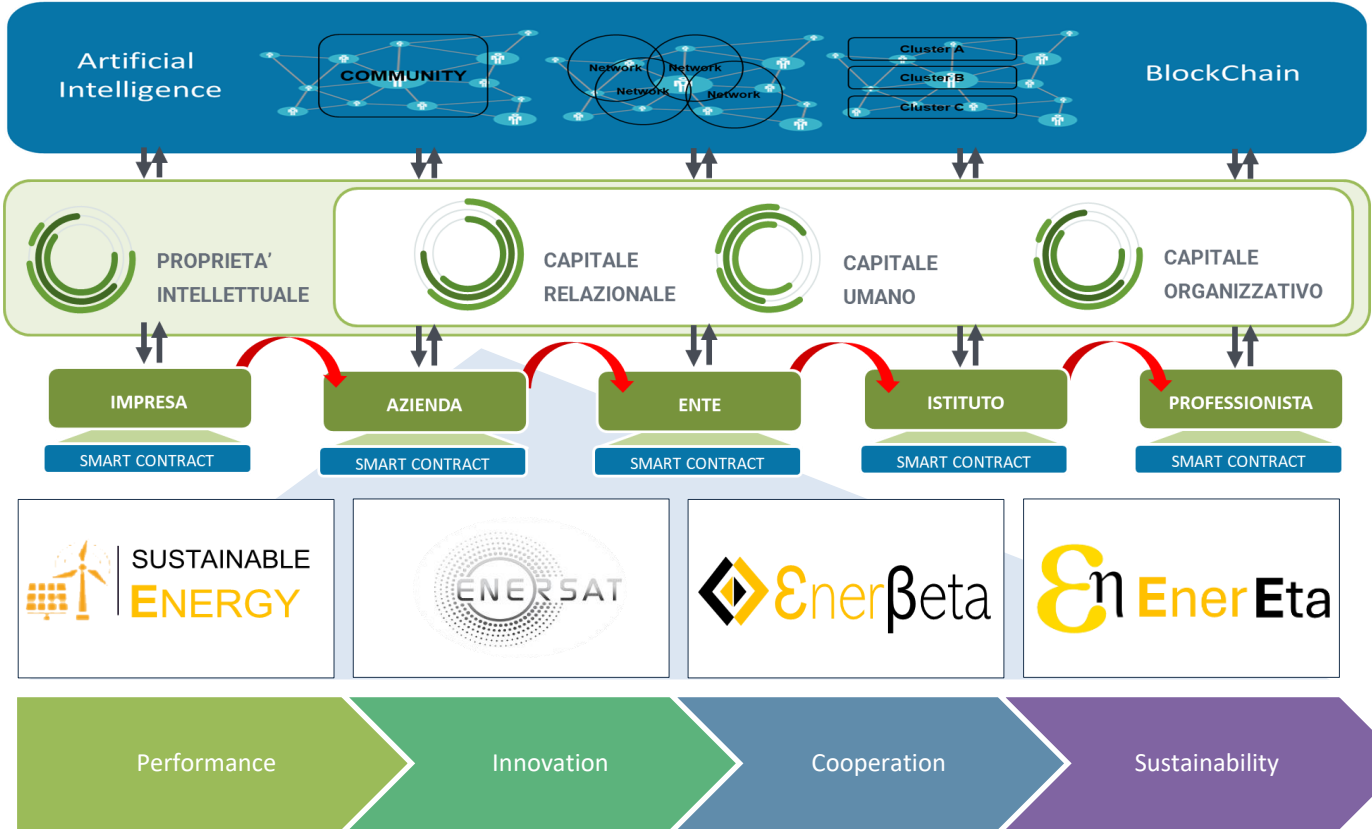 Artificial
Intelligence
COMMUNITY
Network
Network
Network
Network
Cluster A
Cluster B
Cluster C
BlockChain
PROPRIETA’
INTELLETTUALE
CAPITALE
RELAZIONALE
CAPITALE
UMANO
CAPITALE
ORGANIZZATIVO
IMPRESA
AZIENDA
ENTE
ISTITUTO
PROFESSIONISTA
SMART CONTRACT
SMART CONTRACT
SMART CONTRACT
SMART CONTRACT
SMART CONTRACT
SUSTAINABLE
ENERGY
ENERSAT
εnerβeta
εη EnerEta
Performance
Innovation
Cooperation
Sustainability